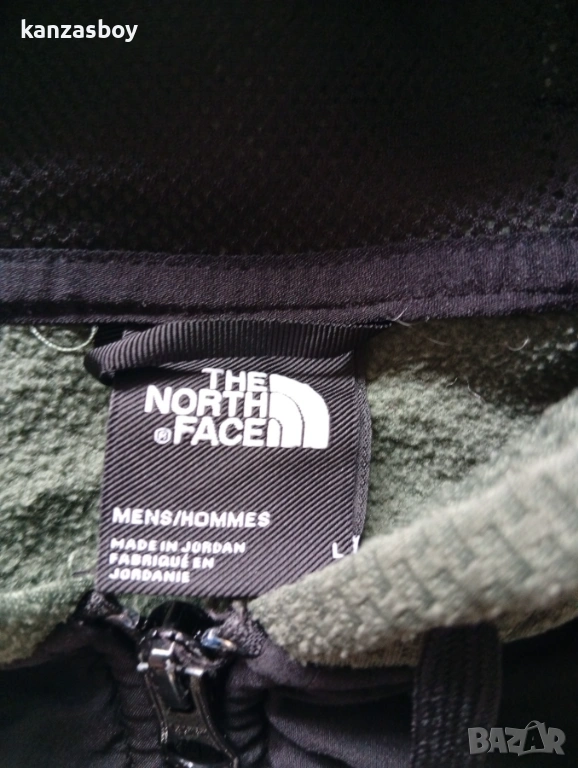 kanzasboy
THE
NORTH
FACE
®
MENS/HOMMES
MADE IN JORDAN
FABRIQUÉ EN
JORDANIE
L
BAZAR